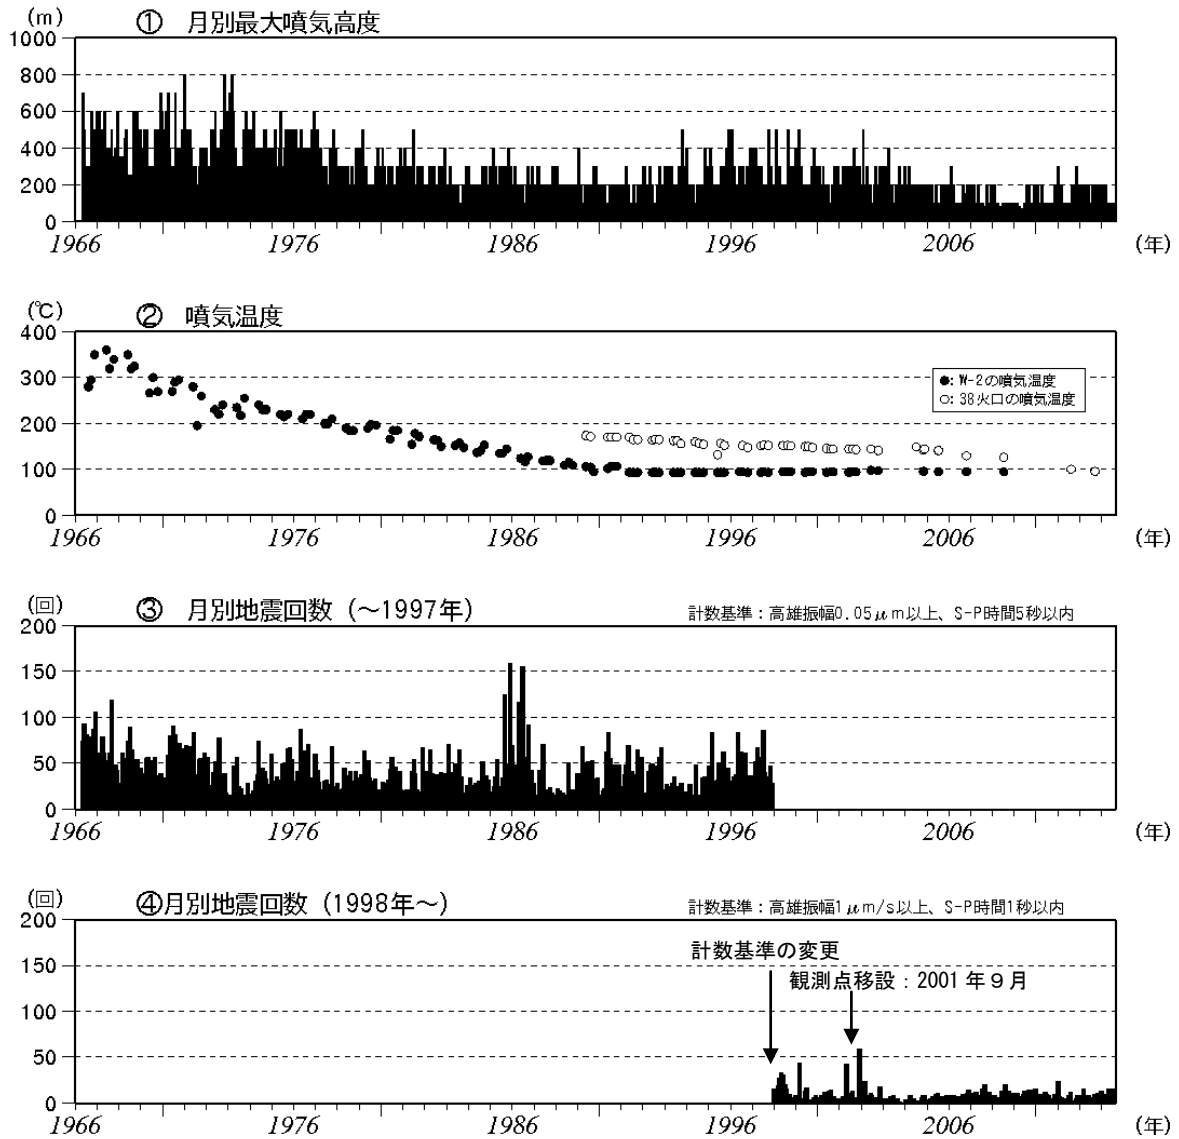 (m)
① 月別最大噴気高度
1000
800
600
400
200
0
1966 1976 1986 1996 2006 (年)
(℃)
② 噴気温度
400
300
200
100
0
●: W-2の噴気温度
○: 38火口の噴気温度
1966 1976 1986 1996 2006 (年)
(回)
③ 月別地震回数（～1997年）
計数基準：高雄振幅0.05μm以上、S-P時間5秒以内
200
150
100
50
0
1966 1976 1986 1996 2006 (年)
(回)
④月別地震回数（1998年～）
計数基準：高雄振幅1μm/s以上、S-P時間1秒以内
200
150
100
50
0
計数基準の変更
観測点移設：2001年９月
1966 1976 1986 1996 2006 (年)